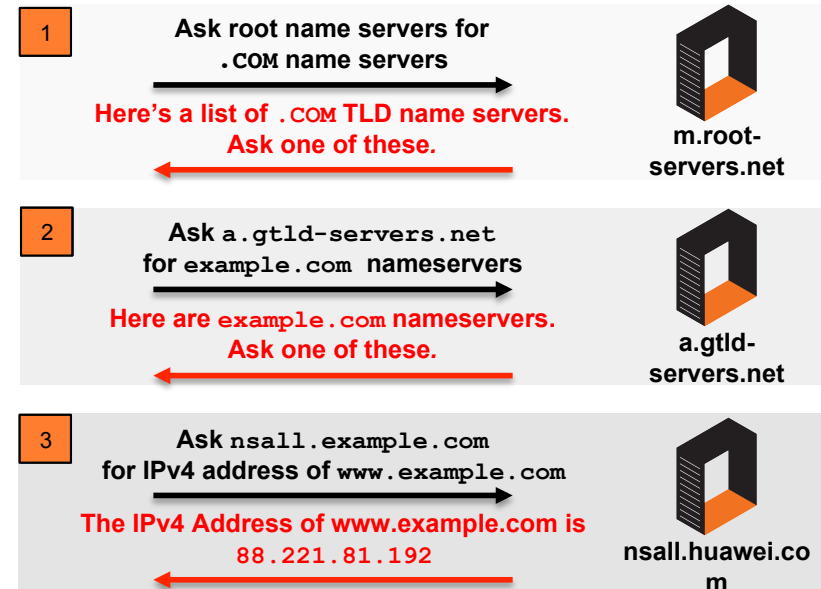 1
Ask root name servers for
.COM name servers
Here's a list of .COM TLD name servers.
Ask one of these.
m.root-
servers.net
2
Ask a.gtld-servers.net
for example.com nameservers
Here are example.com nameservers.
Ask one of these.
a.gtld-
servers.net
3
Ask nsall.example.com
for IPv4 address of www.example.com
The IPv4 Address of www.example.com is
88.221.81.192
nsall.huawei.co
m